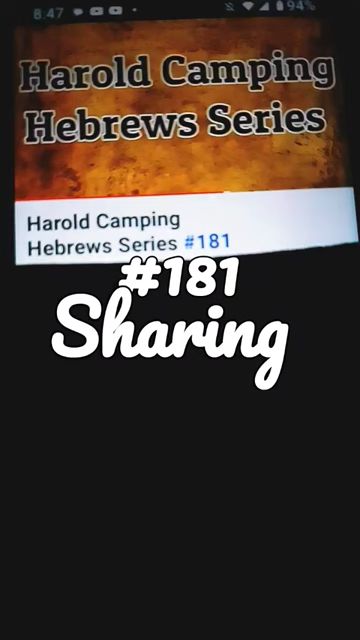 8.47
94%
Harold Camping
Hebrews Series
Harold Camping
Hebrews Series #181
#181
Sharing